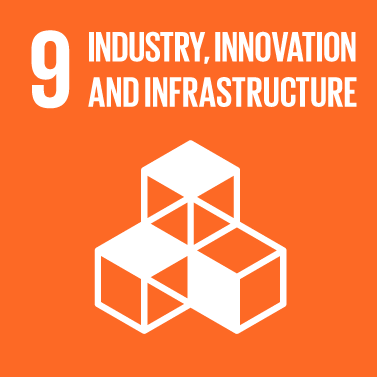 9 INDUSTRY, INNOVATION
AND INFRASTRUCTURE